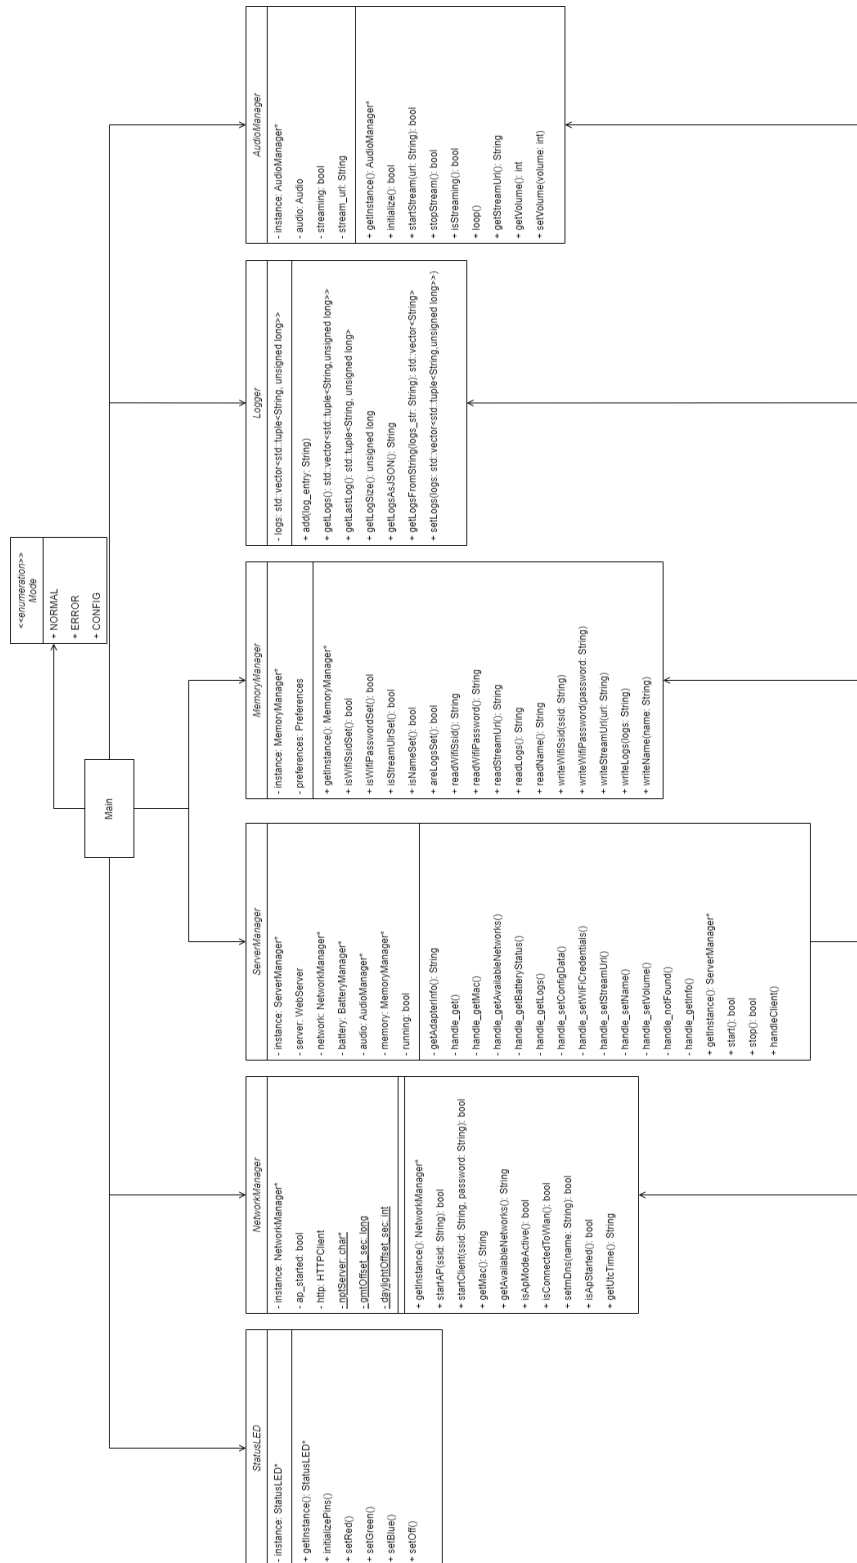 <<enumeration>>
Mode
+ NORMAL
+ ERROR
+ CONFIG
Main
StatusLED
- instance: StatusLED*
+ getInstance(): StatusLED*
+ initializePins()
+ setRed()
+ setGreen()
+ setBlue()
+ setOff()
NetworkManager
- instance: NetworkManager*
- ap_started: bool
- http: HTTPClient
- nptServer: char*
- gmtOffset_sec: long
- daylightOffset_sec: int
+ getInstance(): NetworkManager*
+ startAP(ssid: String): bool
+ startClient(ssid: String, password: String): bool
+ getMac(): String
+ getAvailableNetworks(): String
+ isApModeActive(): bool
+ isConnectedToWlan(): bool
+ setmDns(name: String): bool
+ isApStarted(): bool
+ getUtcTime(): String
ServerManager
- instance: ServerManager*
- server: WebServer
- network: NetworkManager*
- battery: BatteryManager*
- audio: AudioManager*
- memory: MemoryManager*
- running: bool
- getAdapterInfo(): String
- handle_get()
- handle_getMac()
- handle_getAvailableNetworks()
- handle_getBatteryStatus()
- handle_getLogs()
- handle_setConfigData()
- handle_setWiFiCredentials()
- handle_setStreamUrl()
- handle_setName()
- handle_setVolume()
- handle_notFound()
- handle_getInfo()
+ getInstance(): ServerManager*
+ start(): bool
+ stop(): bool
+ handleClient()
MemoryManager
- instance: MemoryManager*
- preferences: Preferences
+ getInstance(): MemoryManager*
+ isWifiSsidSet(): bool
+ isWifiPasswordSet(): bool
+ isStreamUlrSet(): bool
+ isNameSet(): bool
+ areLogsSet(): bool
+ readWifiSsid(): String
+ readWifiPassword(): String
+ readStreamUrl(): String
+ readLogs(): String
+ readName(): String
+ writeWifiSsid(ssid: String)
+ writeWifiPassword(password: String)
+ writeStreamUrl(url: String)
+ writeLogs(logs: String)
+ writeName(name: String)
Logger
- logs: std::vector<std::tuple<String, unsigned long>>
+ add(log_entry: String)
+ getLogs(): std::vector<std::tuple<String,unsigned long>>
+ getLastLog(): std::tuple<String, unsigned long>
+ getLogSize(): unsigned long
+ getLogsAsJSON(): String
+ getLogsFromString(logs_str: String): std::vector<String>
+ setLogs(logs: std::vector<std::tuple<String,unsigned long>>)
AudioManager
- instance: AudioManager*
- audio: Audio
- streaming: bool
- stream_url: String
+ getInstance(): AudioManager*
+ initialize(): bool
+ startStream(url: String): bool
+ stopStream(): bool
+ isStreaming(): bool
+ loop()
+ getStreamUrl(): String
+ getVolume(): int
+ setVolume(volume: int)